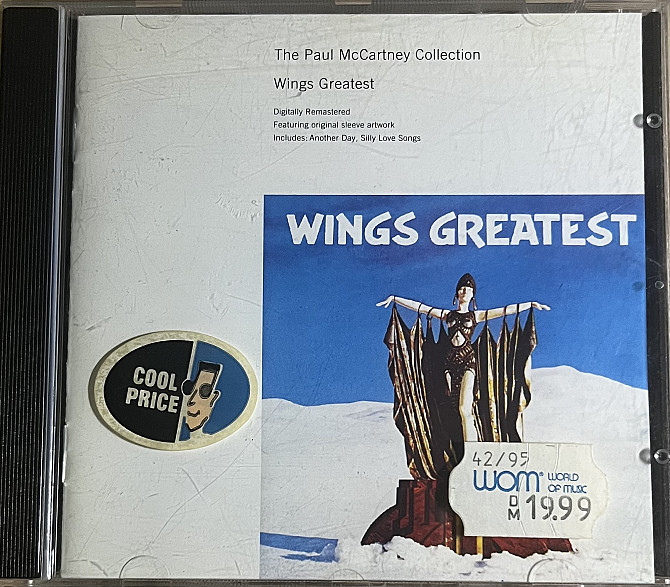 The Paul McCartney Collection
Wings Greatest
Digitally Remastered
Featuring original sleeve artwork
Includes: Another Day, Silly Love Songs
WINGS GREATEST
COOL
PRICE
42/95
WOM® WORLD
OF MUSIC
DM 19.99